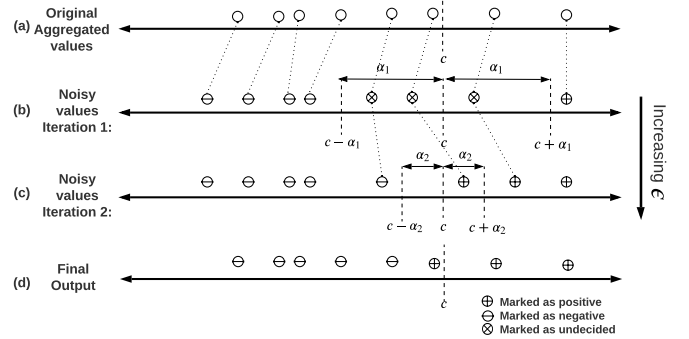 Original
(a) Aggregated
values
c
α₁ α₁
Noisy
(b) values
Iteration 1:
c − α₁ c c + α₁
α₂ α₂
Noisy
(c) values
Iteration 2:
c − α₂ c c + α₂
Increasing ϵ
Final
(d) Output
c
Marked as positive
Marked as negative
Marked as undecided